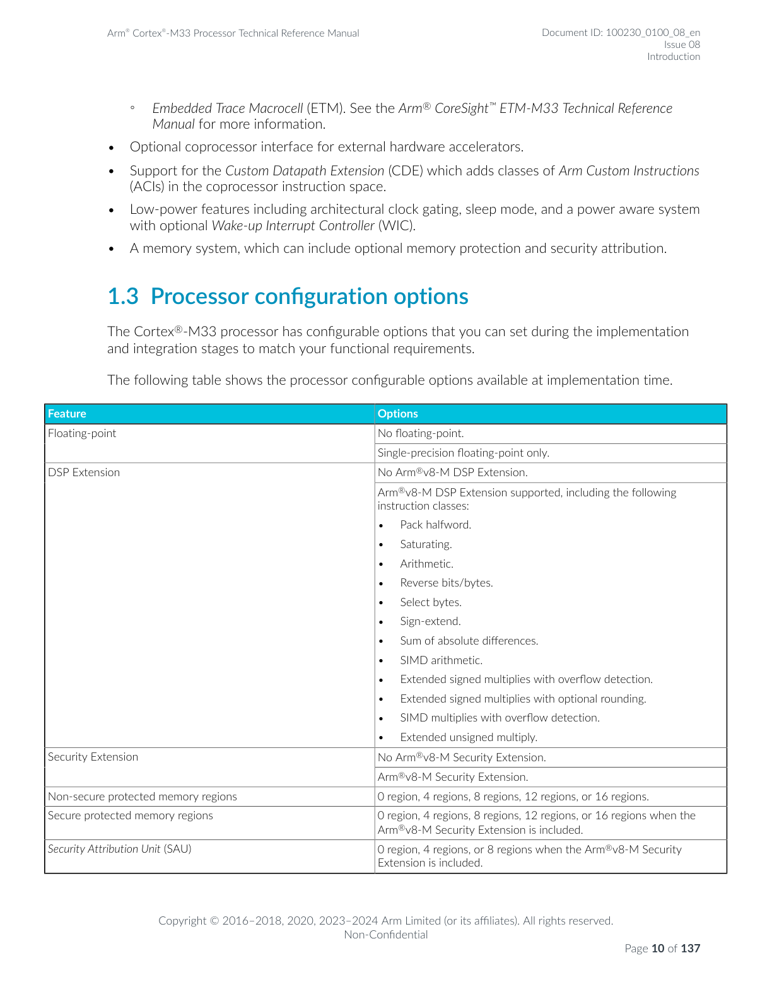 Arm® Cortex®-M33 Processor Technical Reference Manual
Document ID: 100230_0100_08_en
Issue 08
Introduction
◦ Embedded Trace Macrocell (ETM). See the Arm® CoreSight™ ETM-M33 Technical Reference
Manual for more information.
• Optional coprocessor interface for external hardware accelerators.
• Support for the Custom Datapath Extension (CDE) which adds classes of Arm Custom Instructions
(ACIs) in the coprocessor instruction space.
• Low-power features including architectural clock gating, sleep mode, and a power aware system
with optional Wake-up Interrupt Controller (WIC).
• A memory system, which can include optional memory protection and security attribution.
1.3 Processor configuration options
The Cortex®-M33 processor has configurable options that you can set during the implementation
and integration stages to match your functional requirements.
The following table shows the processor configurable options available at implementation time.
Feature Options
Floating-point No floating-point.
Single-precision floating-point only.
DSP Extension No Arm®v8-M DSP Extension.
Arm®v8-M DSP Extension supported, including the following
instruction classes:
• Pack halfword.
• Saturating.
• Arithmetic.
• Reverse bits/bytes.
• Select bytes.
• Sign-extend.
• Sum of absolute differences.
• SIMD arithmetic.
• Extended signed multiplies with overflow detection.
• Extended signed multiplies with optional rounding.
• SIMD multiplies with overflow detection.
• Extended unsigned multiply.
Security Extension No Arm®v8-M Security Extension.
Arm®v8-M Security Extension.
Non-secure protected memory regions 0 region, 4 regions, 8 regions, 12 regions, or 16 regions.
Secure protected memory regions 0 region, 4 regions, 8 regions, 12 regions, or 16 regions when the
Arm®v8-M Security Extension is included.
Security Attribution Unit (SAU) 0 region, 4 regions, or 8 regions when the Arm®v8-M Security
Extension is included.
Copyright © 2016–2018, 2020, 2023–2024 Arm Limited (or its affiliates). All rights reserved.
Non-Confidential
Page 10 of 137